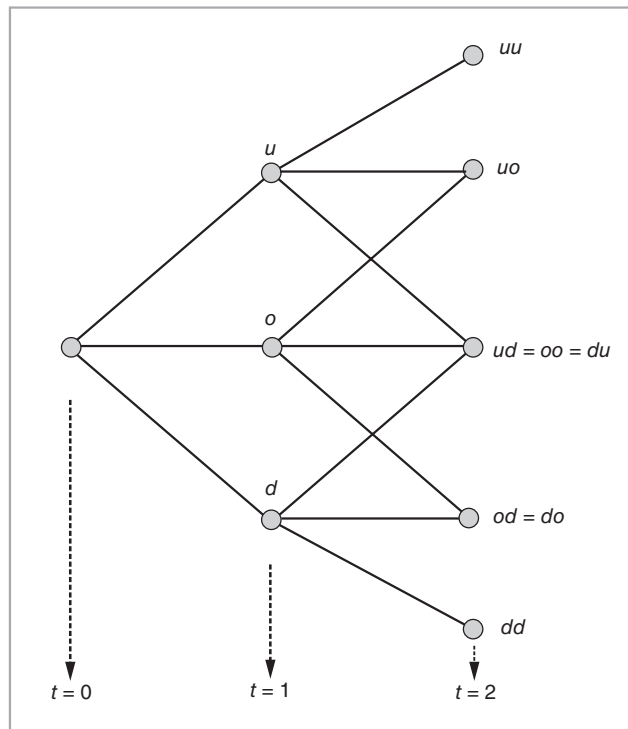 uu
u
uo
o
ud = oo = du
d
od = do
dd
t = 0
t = 1
t = 2